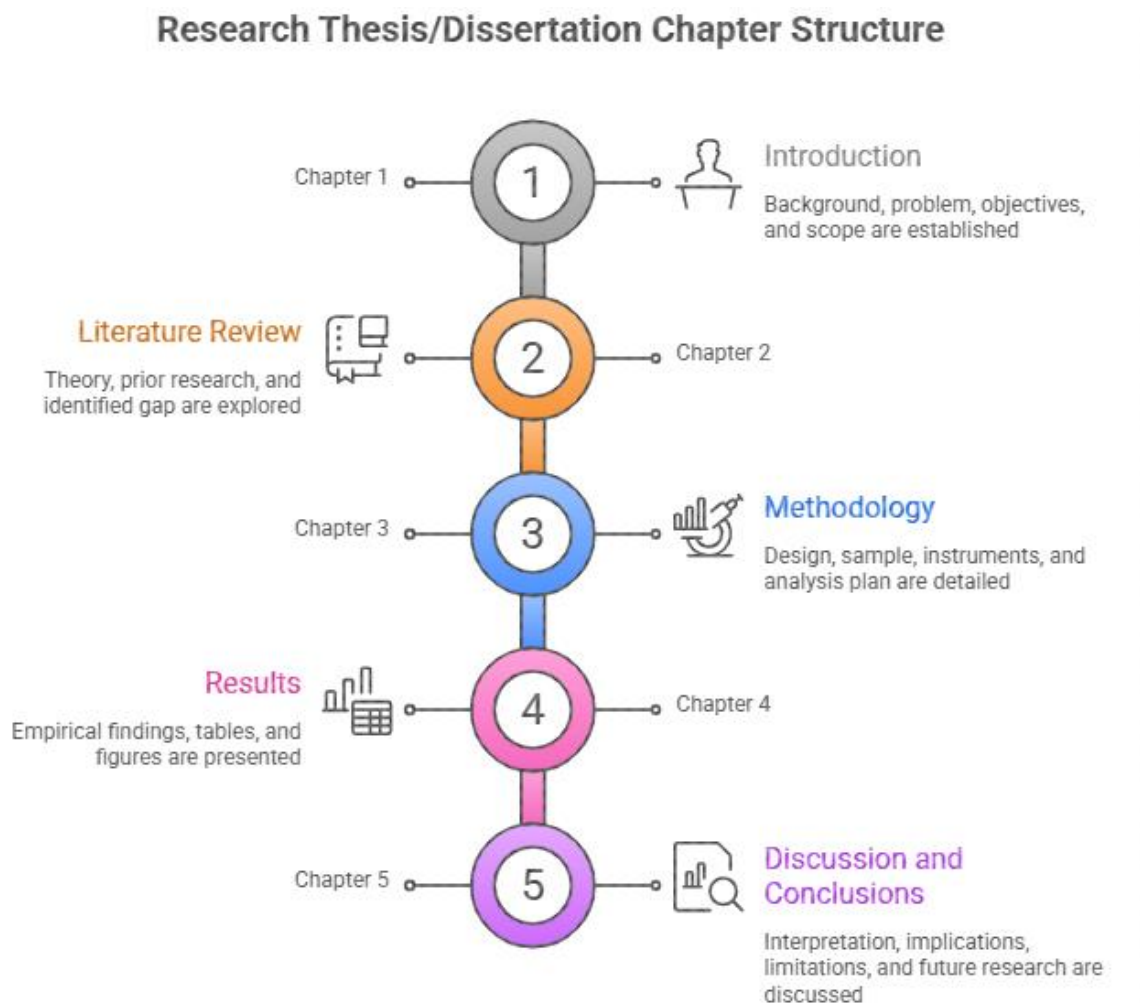 Research Thesis/Dissertation Chapter Structure
Chapter 1
1
Introduction
Background, problem, objectives,
and scope are established
Literature Review
Theory, prior research, and
identified gap are explored
2
Chapter 2
Chapter 3
3
Methodology
Design, sample, instruments, and
analysis plan are detailed
Results
Empirical findings, tables, and
figures are presented
4
Chapter 4
Chapter 5
5
Discussion and
Conclusions
Interpretation, implications,
limitations, and future research are
discussed